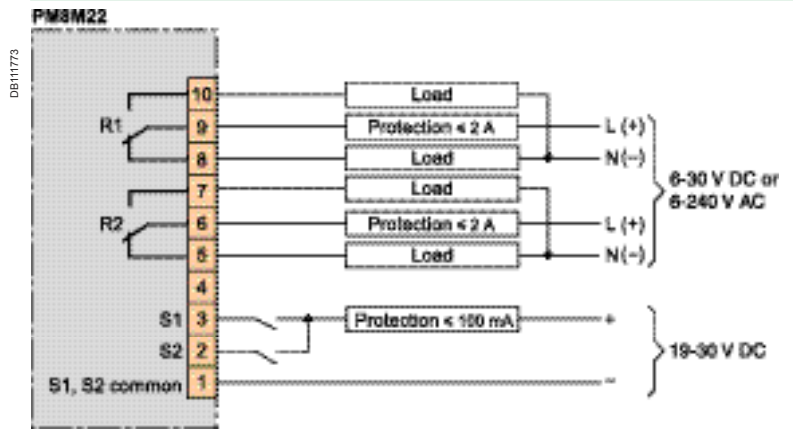 PM8M22
DB111773
10 Load
R1 9 Protection ≤ 2 A L (+)
8 Load N (–)
7 Load
6-30 V DC or
6-240 V AC
R2 6 Protection ≤ 2 A L (+)
5 Load N (–)
4
S1 3 Protection < 100 mA +
S2 2
19-30 V DC
S1, S2 common 1 –